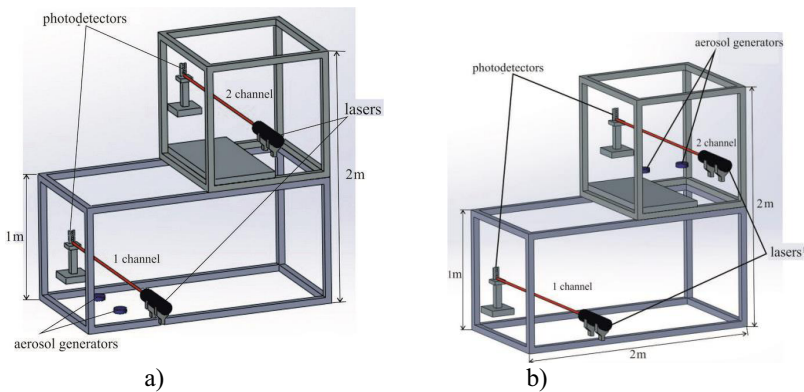 photodetectors
2 channel
lasers
2m
1m
1 channel
aerosol generators
a)
aerosol generators
photodetectors
2 channel
2m
lasers
1m
1 channel
2m
b)